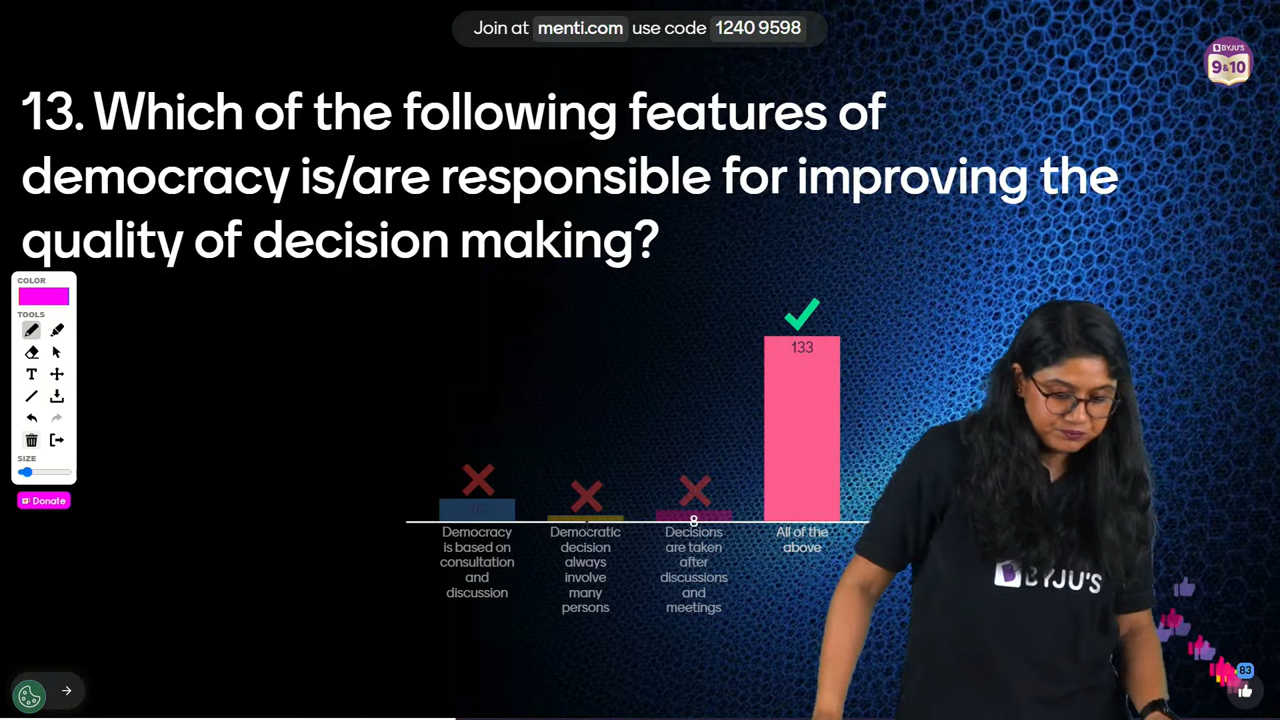 Join at menti.com use code 1240 9598
BYJU'S
9&10
13. Which of the following features of
democracy is/are responsible for improving the
quality of decision making?
COLOR
TOOLS
T
SIZE
Donate
133
16
8
Democracy
is based on
consultation
and
discussion
Democratic
decision
always
involve
many
persons
Decisions
are taken
after
discussions
and
meetings
All of the
above
BYJU'S
83